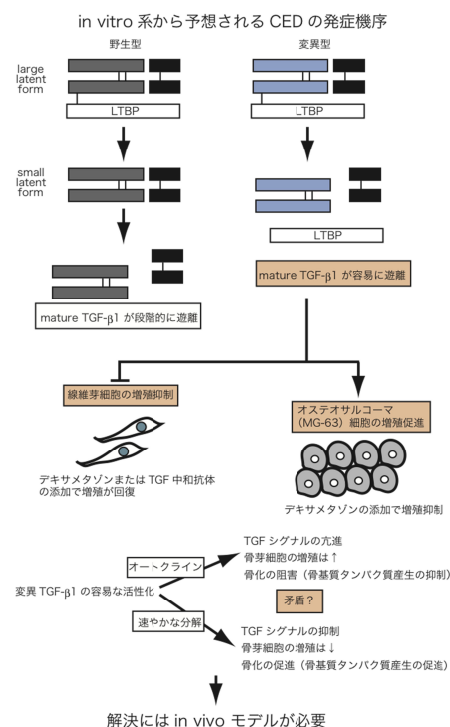 in vitro 系から予想される CED の発症機序
野生型
変異型
large
latent
form
LTBP
LTBP
small
latent
form
LTBP
mature TGF-β1 が段階的に遊離
mature TGF-β1 が容易に遊離
線維芽細胞の増殖抑制
オステオサルコーマ
（MG-63）細胞の増殖促進
デキサメタゾンまたは TGF 中和抗体
の添加で増殖が回復
デキサメタゾンの添加で増殖抑制
TGF シグナルの亢進
骨芽細胞の増殖は↑
骨化の阻害（骨基質タンパク質産生の抑制）
オートクライン
変異 TGF-β1 の容易な活性化
矛盾？
速やかな分解
TGF シグナルの抑制
骨芽細胞の増殖は↓
骨化の促進（骨基質タンパク質産生の促進）
解決には in vivo モデルが必要